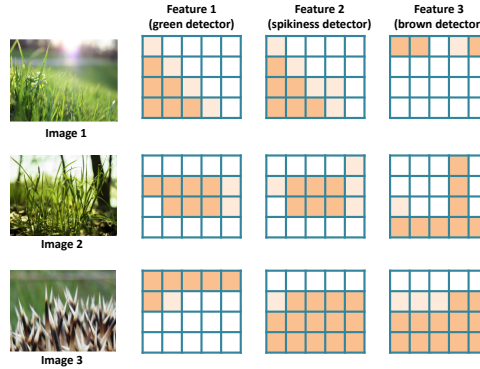 Feature 1
(green detector)
Feature 2
(spikiness detector)
Feature 3
(brown detector)
Image 1
Image 2
Image 3